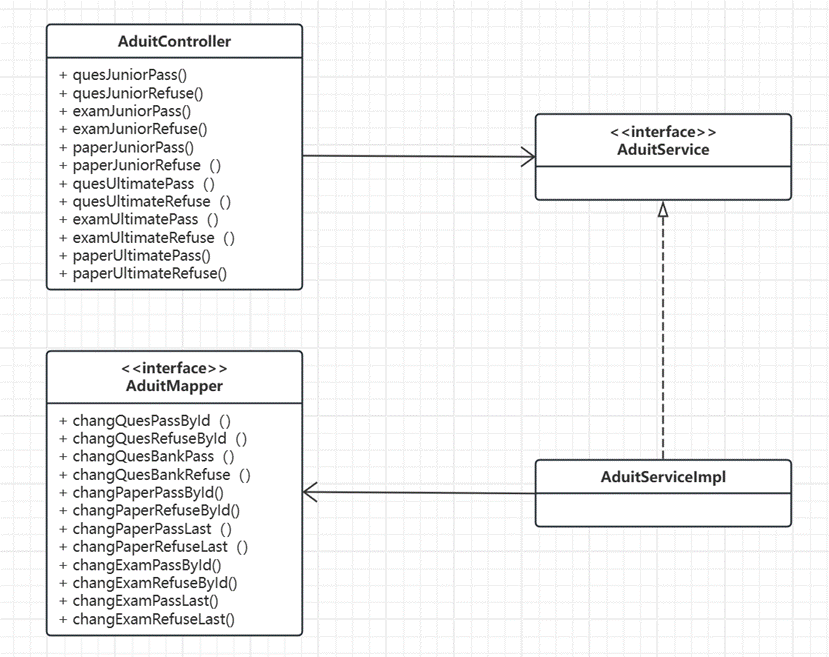 AduitController
+ quesJuniorPass()
+ quesJuniorRefuse()
+ examJuniorPass()
+ examJuniorRefuse()
+ paperJuniorPass()
+ paperJuniorRefuse ()
+ quesUltimatePass ()
+ quesUltimateRefuse ()
+ examUltimatePass ()
+ examUltimateRefuse ()
+ paperUltimatePass()
+ paperUltimateRefuse()
<<interface>>
AduitService
<<interface>>
AduitMapper
+ changQuesPassById ()
+ changQuesRefuseById ()
+ changQuesBankPass ()
+ changQuesBankRefuse ()
+ changPaperPassById()
+ changPaperRefuseById()
+ changPaperPassLast ()
+ changPaperRefuseLast ()
+ changExamPassById()
+ changExamRefuseById()
+ changExamPassLast()
+ changExamRefuseLast()
AduitServiceImpl